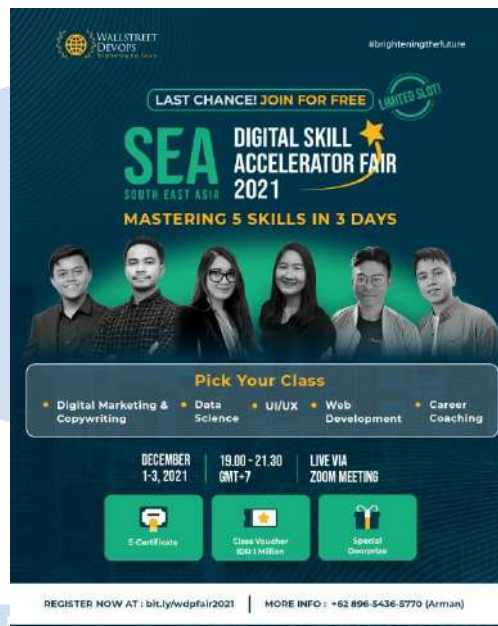 WALLSTREET
DEVOPS
Engineering the Future
#brighteningthefuture
LAST CHANCE! JOIN FOR FREE
LIMITED SLOT!
SEA
SOUTH EAST ASIA
DIGITAL SKILL
ACCELERATOR FAIR
2021
MASTERING 5 SKILLS IN 3 DAYS
Pick Your Class
• Digital Marketing &
Copywriting
• Data
Science
• UI/UX
• Web
Development
• Career
Coaching
DECEMBER
1-3, 2021
19.00 - 21.30
GMT+7
LIVE VIA
ZOOM MEETING
E-Certificate
Class Voucher
IDR 1 Million
Special
Doorprize
REGISTER NOW AT : bit.ly/wdpfair2021 | MORE INFO : +62 896-5436-5770 (Arman)